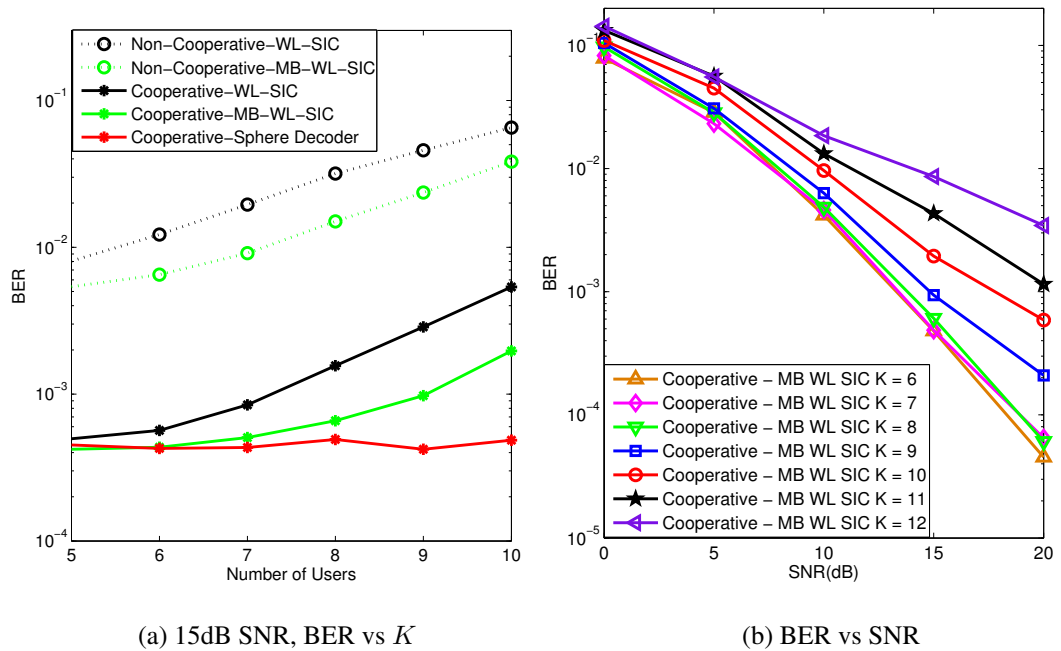 Non-Cooperative-WL-SIC
Non-Cooperative-MB-WL-SIC
Cooperative-WL-SIC
Cooperative-MB-WL-SIC
Cooperative-Sphere Decoder
10^-1
10^-2
10^-3
10^-4
BER
5 6 7 8 9 10
Number of Users
(a) 15dB SNR, BER vs K
10^-1
10^-2
10^-3
10^-4
10^-5
BER
Cooperative - MB WL SIC K = 6
Cooperative - MB WL SIC K = 7
Cooperative - MB WL SIC K = 8
Cooperative - MB WL SIC K = 9
Cooperative - MB WL SIC K = 10
Cooperative - MB WL SIC K = 11
Cooperative - MB WL SIC K = 12
0 5 10 15 20
SNR(dB)
(b) BER vs SNR